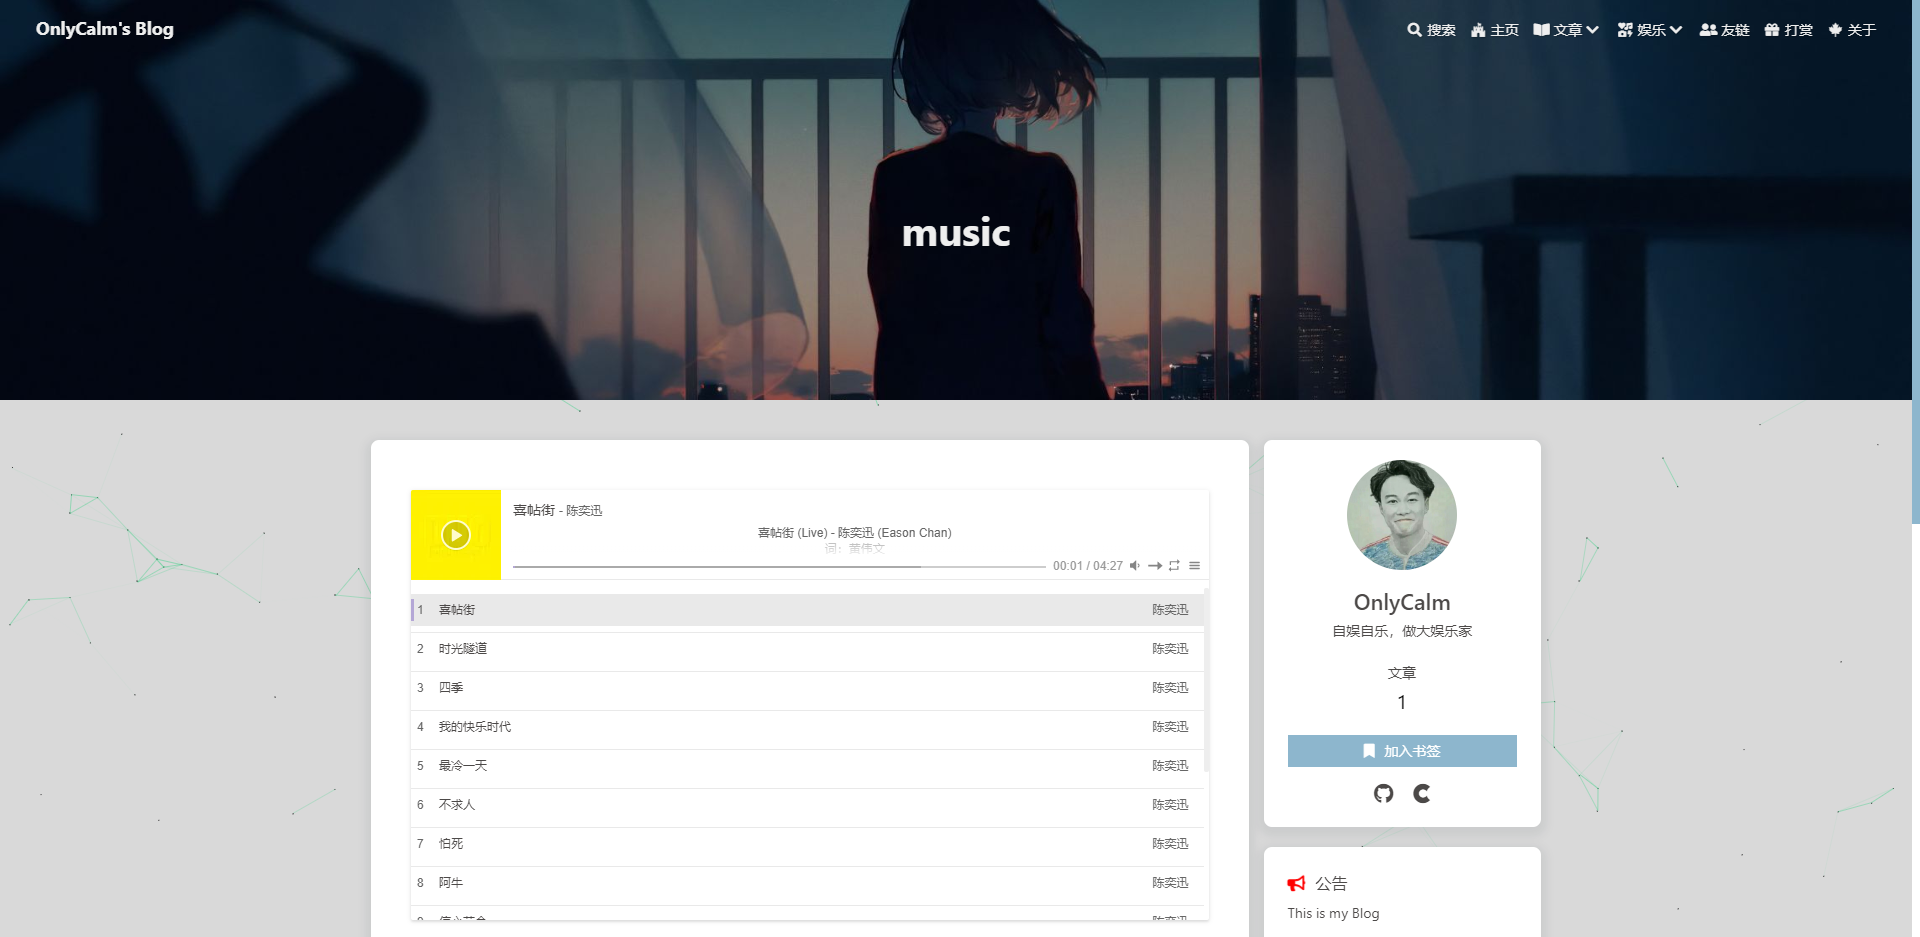 OnlyCalm's Blog
搜索 主页 文章 娱乐 友链 打赏 关于
music
喜帖街 - 陈奕迅
喜帖街 (Live) - 陈奕迅 (Eason Chan)
词：黄伟文
00:01 / 04:27
1 喜帖街 陈奕迅
2 时光隧道 陈奕迅
3 四季 陈奕迅
4 我的快乐时代 陈奕迅
5 最冷一天 陈奕迅
6 不求人 陈奕迅
7 怕死 陈奕迅
8 阿牛 陈奕迅
OnlyCalm
自娱自乐，做大娱乐家
文章
1
加入书签
公告
This is my Blog